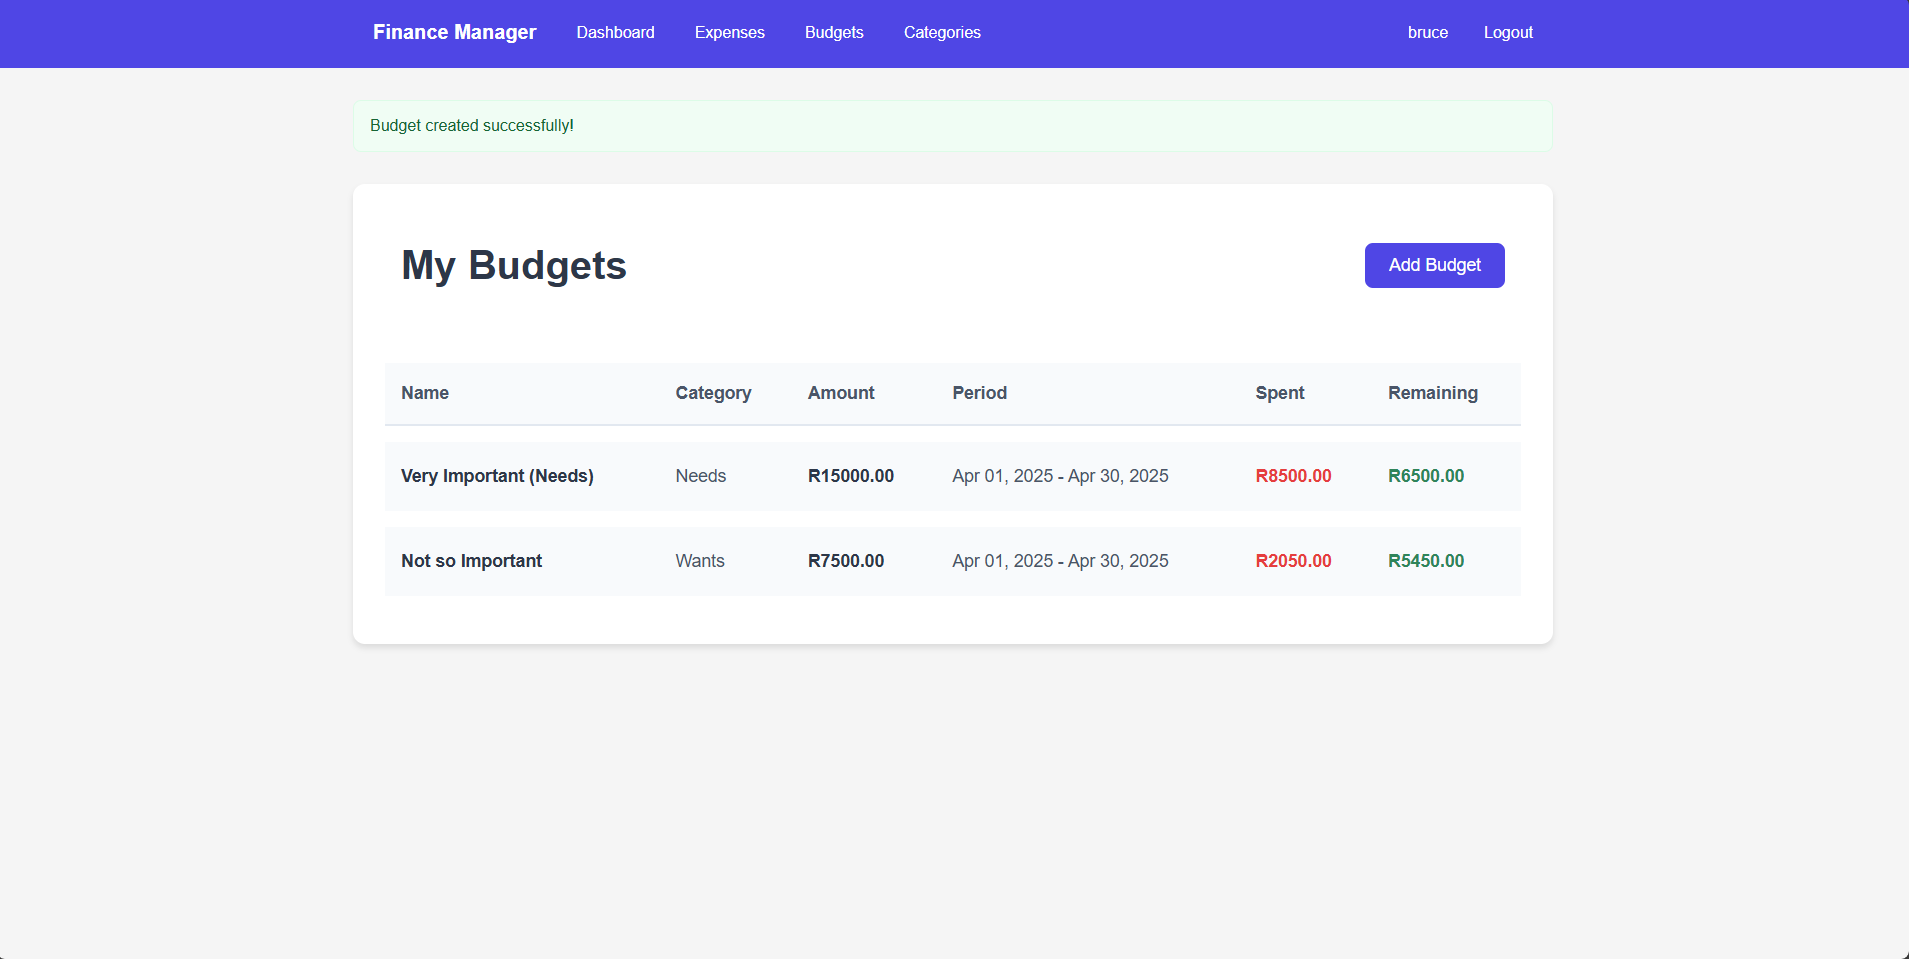 Finance Manager Dashboard Expenses Budgets Categories bruce Logout
Budget created successfully!
My Budgets Add Budget
Name Category Amount Period Spent Remaining
Very Important (Needs) Needs R15000.00 Apr 01, 2025 - Apr 30, 2025 R8500.00 R6500.00
Not so Important Wants R7500.00 Apr 01, 2025 - Apr 30, 2025 R2050.00 R5450.00